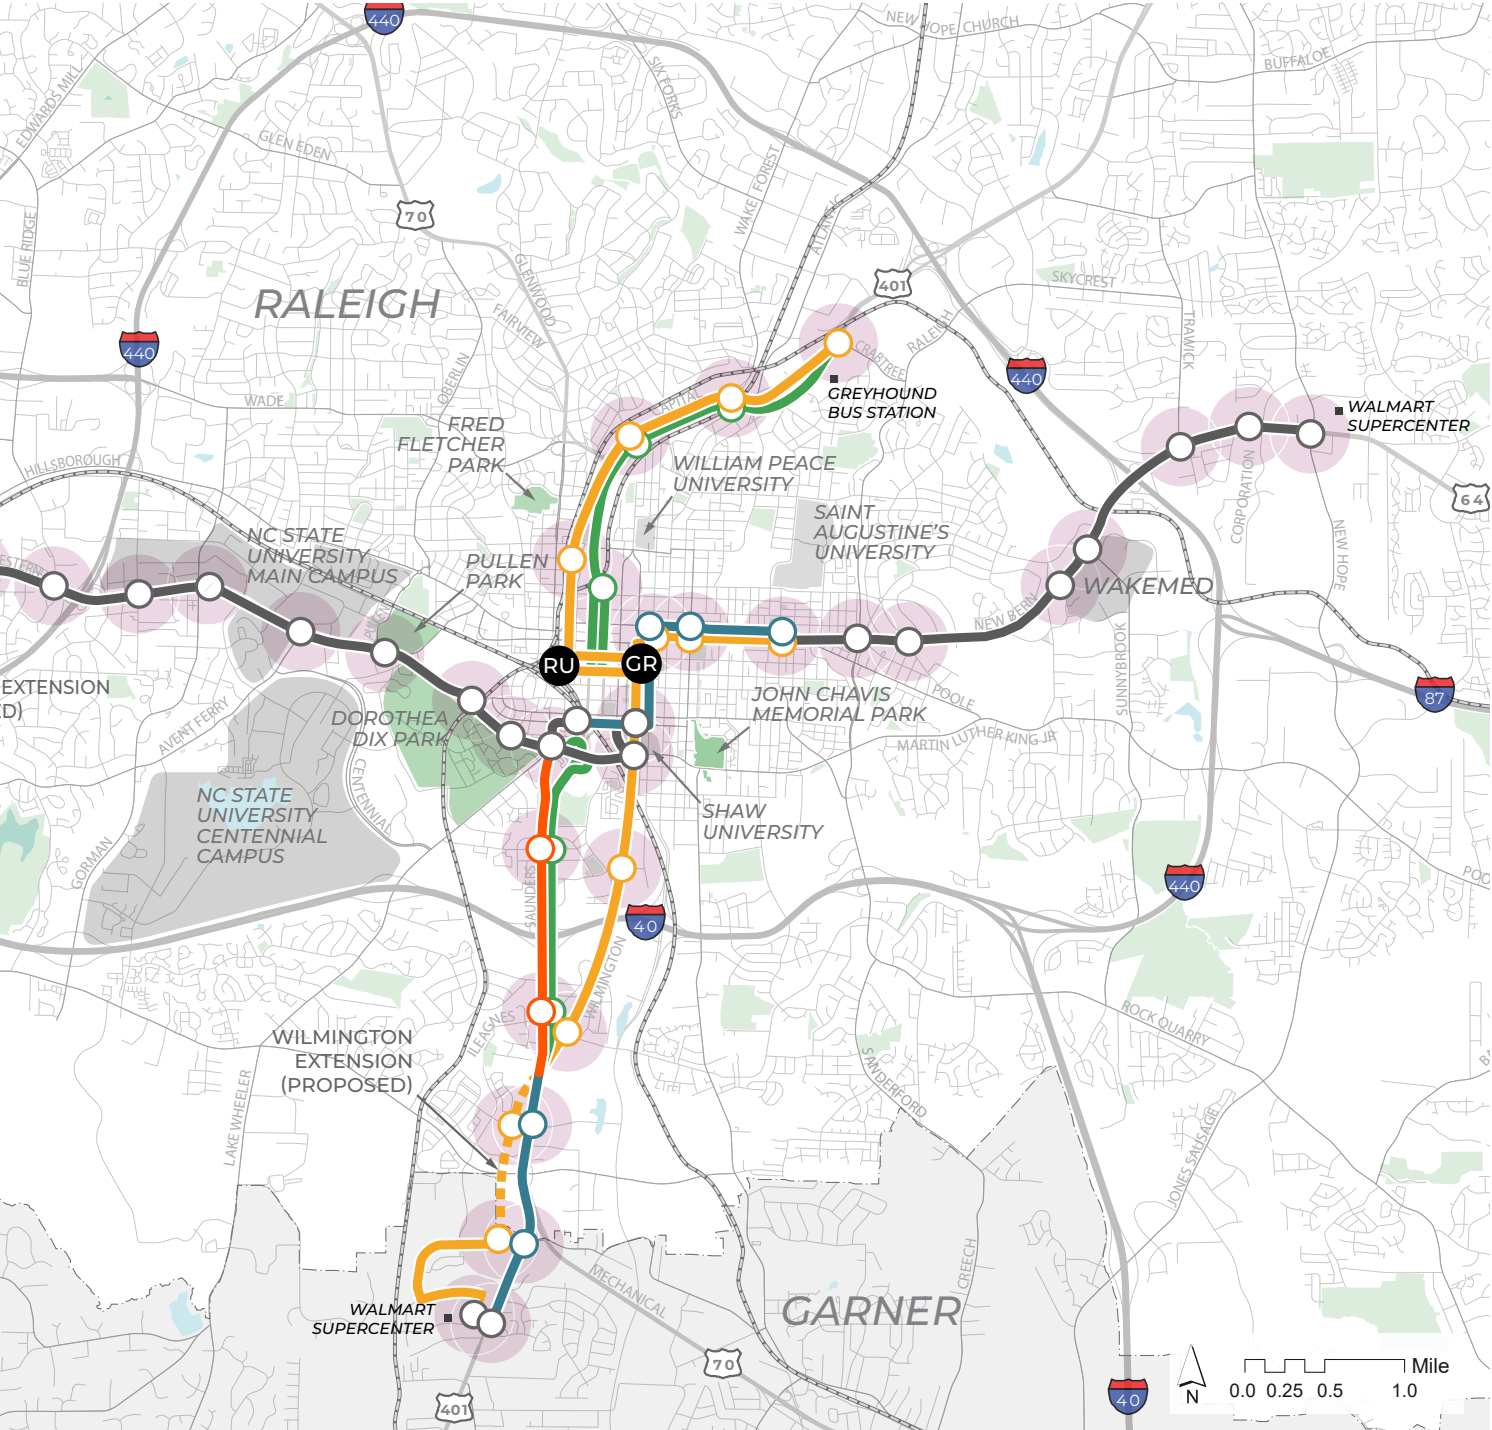 440
NEW HOPE CHURCH
BUFFALOE
SIX FORKS
EDWARDS MILL
GLEN EDEN
WAKE FOREST
70
ATLANTIC
BLUE RIDGE
GLENWOOD
401
SKYCREST
RALEIGH
FAIRVIEW
RALEIGH
TRAWICK
440
CRABTREE
440
OBERLIN
WADE
CAPITAL
GREYHOUND
BUS STATION
WALMART
SUPERCENTER
FRED
FLETCHER
PARK
HILLSBOROUGH
WILLIAM PEACE
UNIVERSITY
CORPORATION
64
SAINT
AUGUSTINE'S
UNIVERSITY
NEW HOPE
NC STATE
UNIVERSITY
MAIN CAMPUS
PULLEN
PARK
WESTERN
WAKEMED
NEW BERN
PULLEN
RU
GR
SUNNYBROOK
EXTENSION
D)
POOLE
87
JOHN CHAVIS
MEMORIAL PARK
AVENT FERRY
DOROTHEA
DIX PARK
MARTIN LUTHER KING JR
CENTENNIAL
NC STATE
UNIVERSITY
CENTENNIAL
CAMPUS
SHAW
UNIVERSITY
GORMAN
SAUNDERS
440
POO
40
WILMINGTON
ILEAGNES
ROCK QUARRY
WILMINGTON
EXTENSION
(PROPOSED)
S ANDERFORD
LAKE WHEELER
JONES SAUSAGE
CREECH
MECHANICAL
GARNER
WALMART
SUPERCENTER
70
401
40
N
Mile
0.0 0.25 0.5 1.0